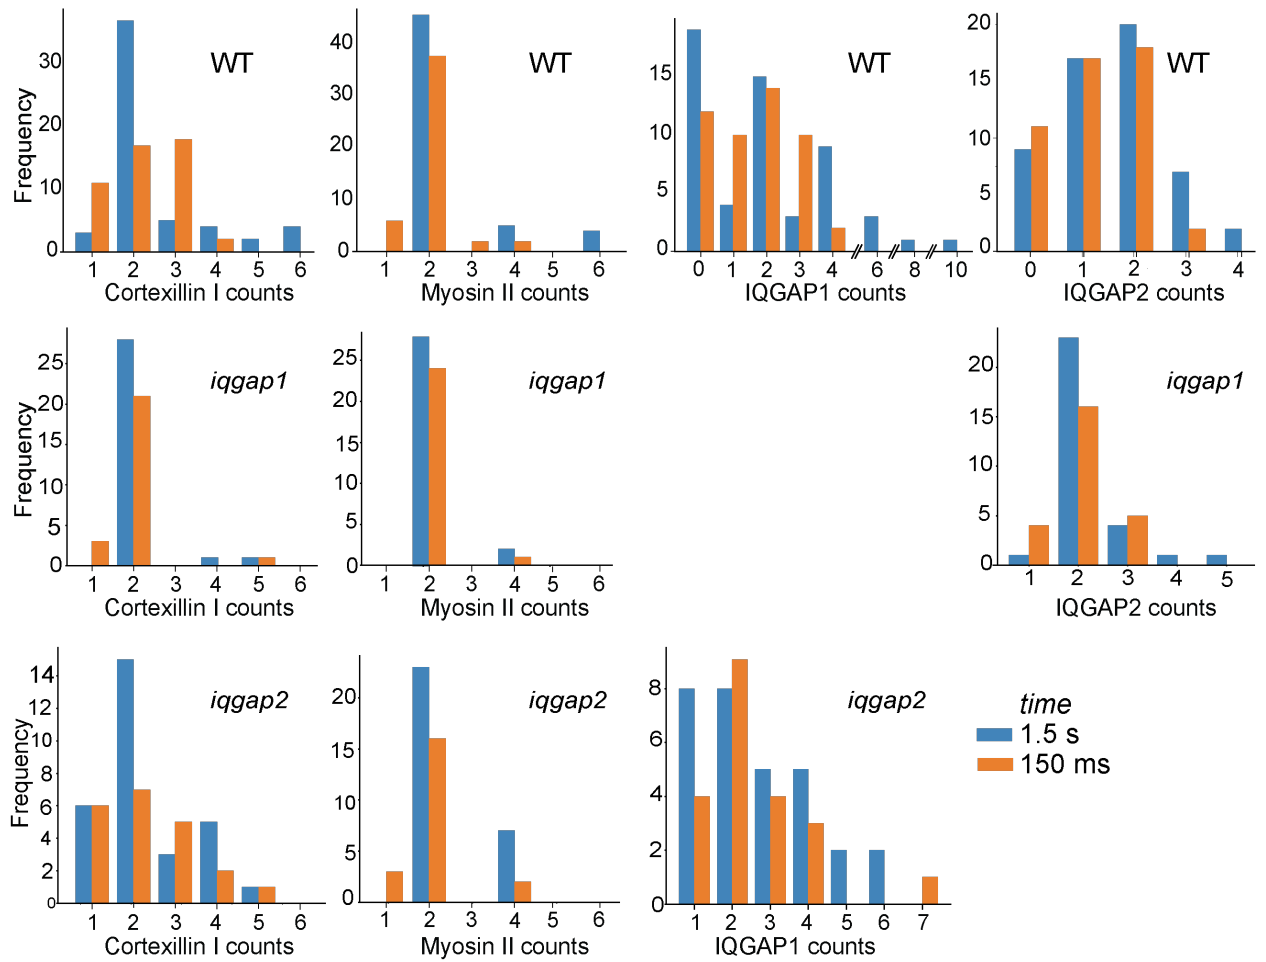 WT
Frequency
30
20
10
0
1 2 3 4 5 6
Cortexillin I counts
WT
40
30
20
10
0
1 2 3 4 5 6
Myosin II counts
WT
15
10
5
0
0 1 2 3 4 6 8 10
IQGAP1 counts
WT
20
15
10
5
0
0 1 2 3 4
IQGAP2 counts
iqgap1
Frequency
25
20
15
10
5
0
1 2 3 4 5 6
Cortexillin I counts
iqgap1
25
20
15
10
5
0
1 2 3 4 5 6
Myosin II counts
iqgap1
20
15
10
5
0
1 2 3 4 5
IQGAP2 counts
iqgap2
Frequency
14
12
10
8
6
4
2
0
1 2 3 4 5 6
Cortexillin I counts
iqgap2
20
15
10
5
0
1 2 3 4 5 6
Myosin II counts
iqgap2
8
6
4
2
0
1 2 3 4 5 6 7
IQGAP1 counts
time
1.5 s
150 ms